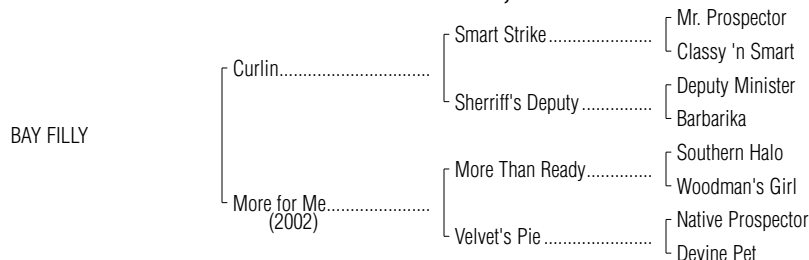 Mr. Prospector
Smart Strike..................
Classy 'n Smart
Curlin...............................
Deputy Minister
Sherriff's Deputy ............
Barbarika
BAY FILLY
Southern Halo
More Than Ready............
Woodman's Girl
More for Me.....................
(2002)
Native Prospector
Velvet's Pie ...................
Devine Pet